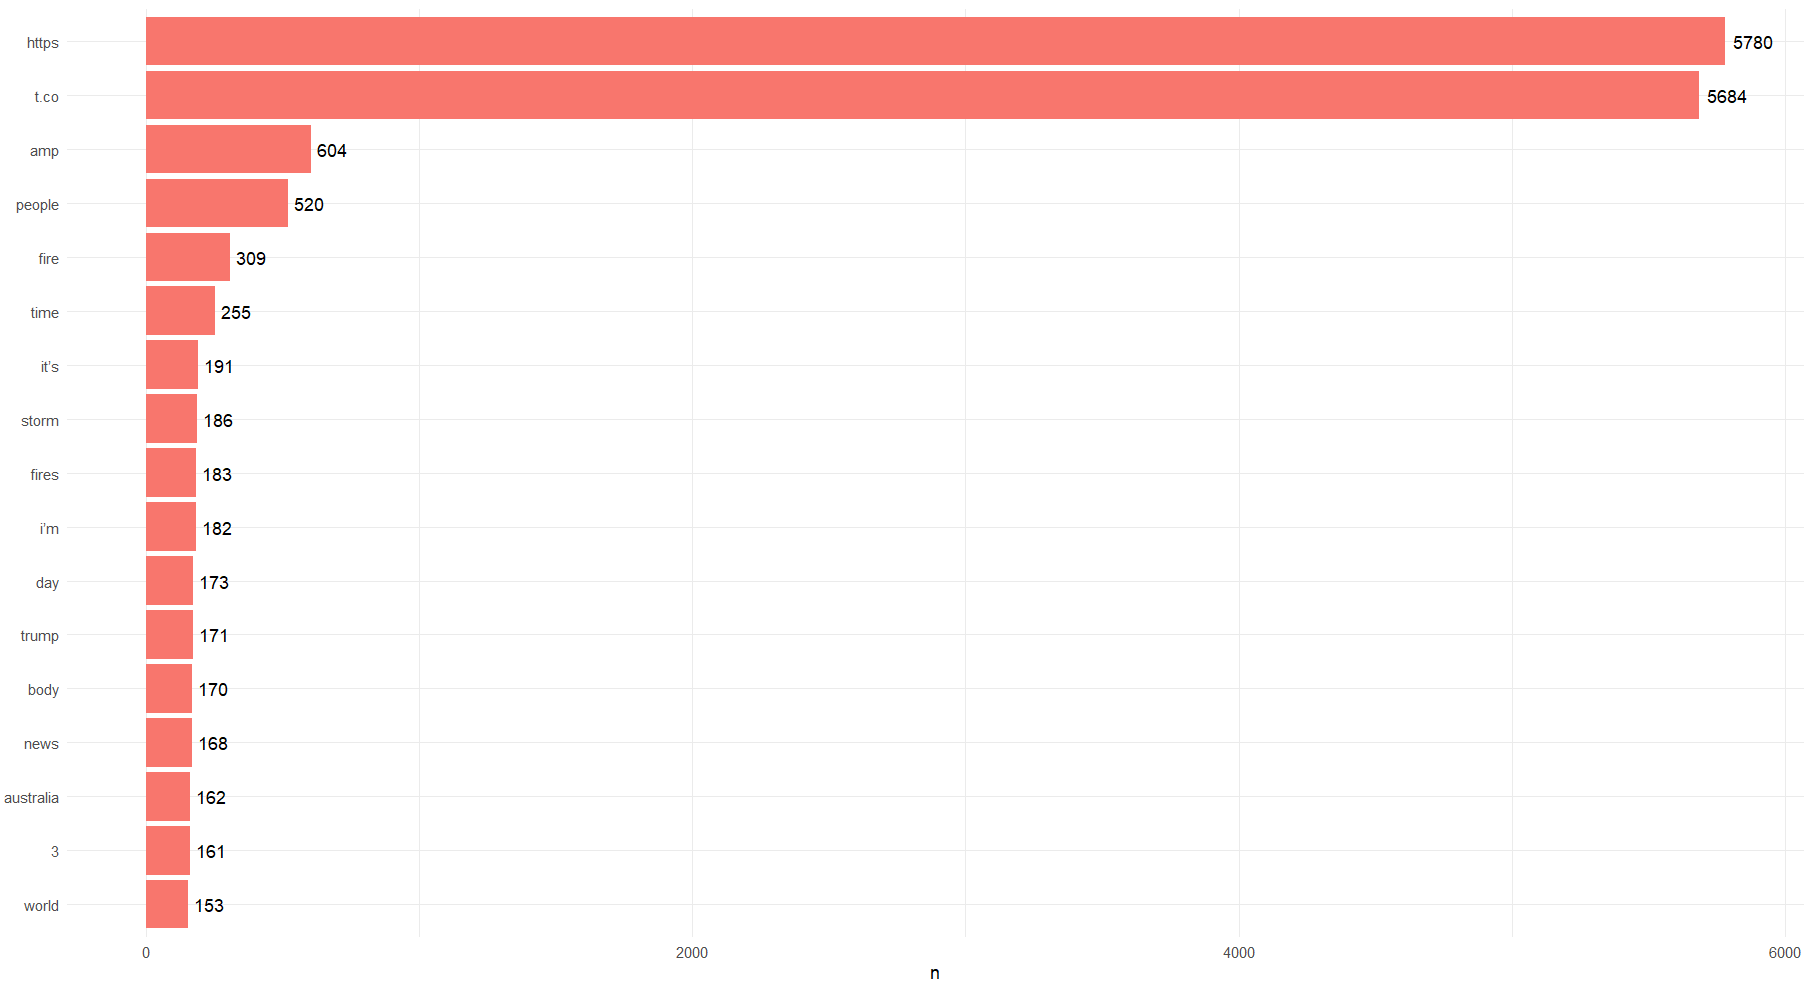 https 5780
t.co 5684
amp 604
people 520
fire 309
time 255
it’s 191
storm 186
fires 183
i’m 182
day 173
trump 171
body 170
news 168
australia 162
3 161
world 153
0 2000 4000 6000
n